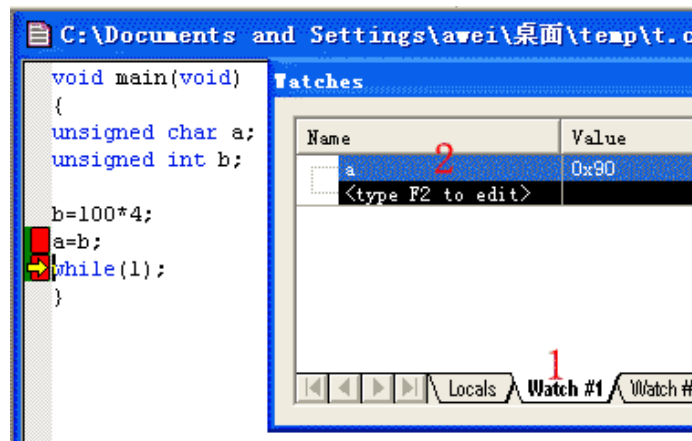 C:\Documents and Settings\awei\桌面\temp\t.c
void main(void)
{
unsigned char a;
unsigned int b;
b=100*4;
a=b;
while(1);
}
Watches
Name Value
a 0x90
2
<type F2 to edit>
1
Locals Watch #1 Watch #